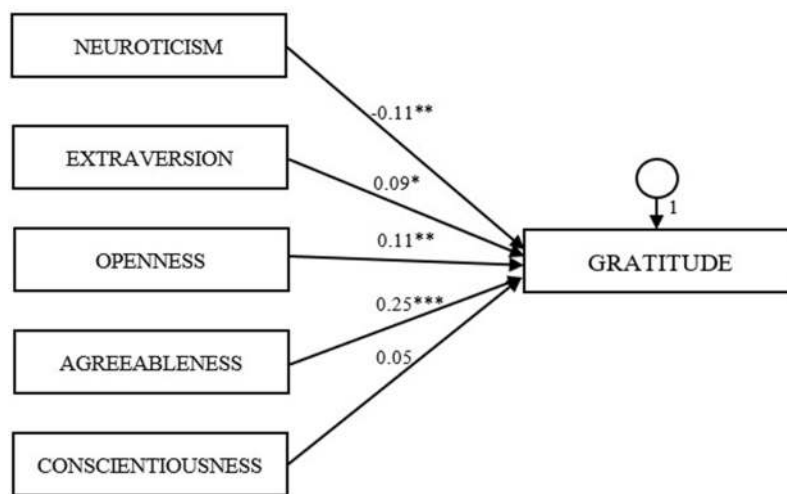 NEUROTICISM
-0.11**
EXTRAVERSION
0.09*
1
OPENNESS
0.11**
GRATITUDE
0.25***
AGREEABLENESS
0.05
CONSCIENTIOUSNESS